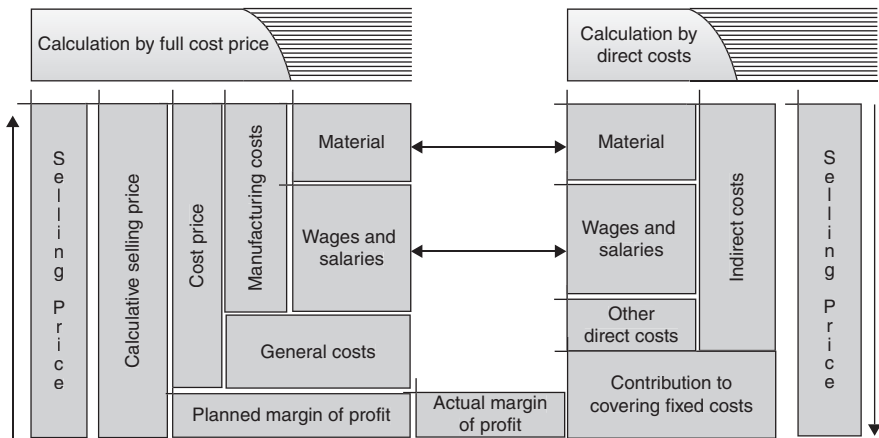 Calculation by full cost price
Calculation by
direct costs
Selling Price
Calculative selling price
Cost price
Manufacturing costs
Material
Wages and
salaries
General costs
Planned margin of profit
Actual margin
of profit
Material
Wages and
salaries
Other
direct costs
Indirect costs
Contribution to
covering fixed costs
Selling Price